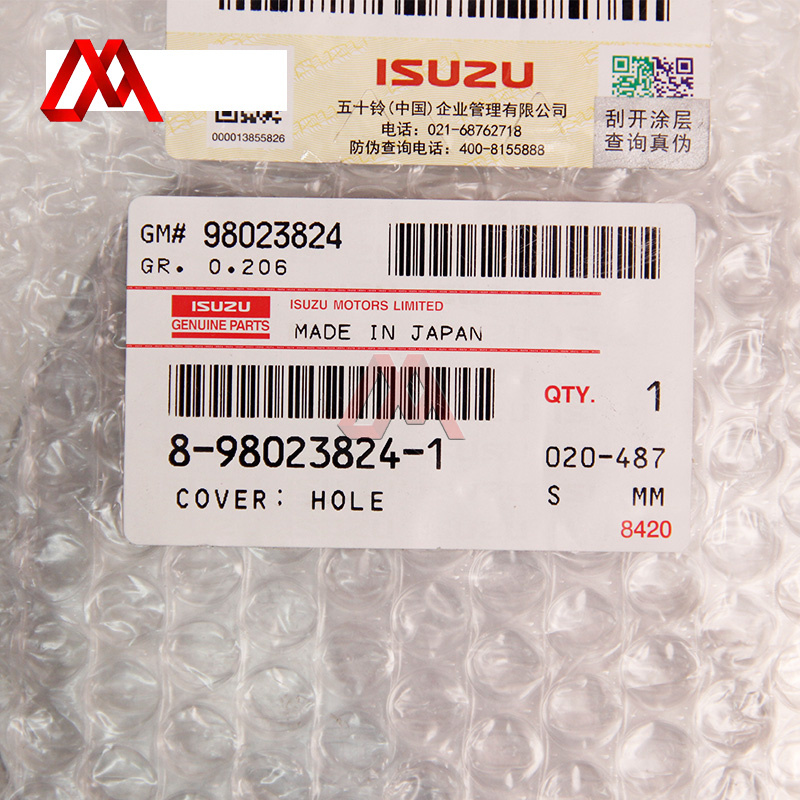 ISUZU
五十铃(中国)企业管理有限公司
电话：021-68762718
防伪查询电话：400-8155888
000013855826
刮开涂层
查询真伪
GM# 98023824
GR. 0.206
ISUZU
GENUINE PARTS
ISUZU MOTORS LIMITED
MADE IN JAPAN
QTY. 1
8-98023824-1
020-487
COVER: HOLE
S MM
8420